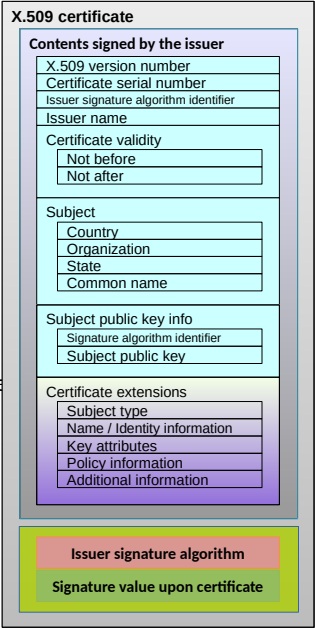 X.509 certificate
Contents signed by the issuer
X.509 version number
Certificate serial number
Issuer signature algorithm identifier
Issuer name
Certificate validity
Not before
Not after
Subject
Country
Organization
State
Common name
Subject public key info
Signature algorithm identifier
Subject public key
Certificate extensions
Subject type
Name / Identity information
Key attributes
Policy information
Additional information
Issuer signature algorithm
Signature value upon certificate